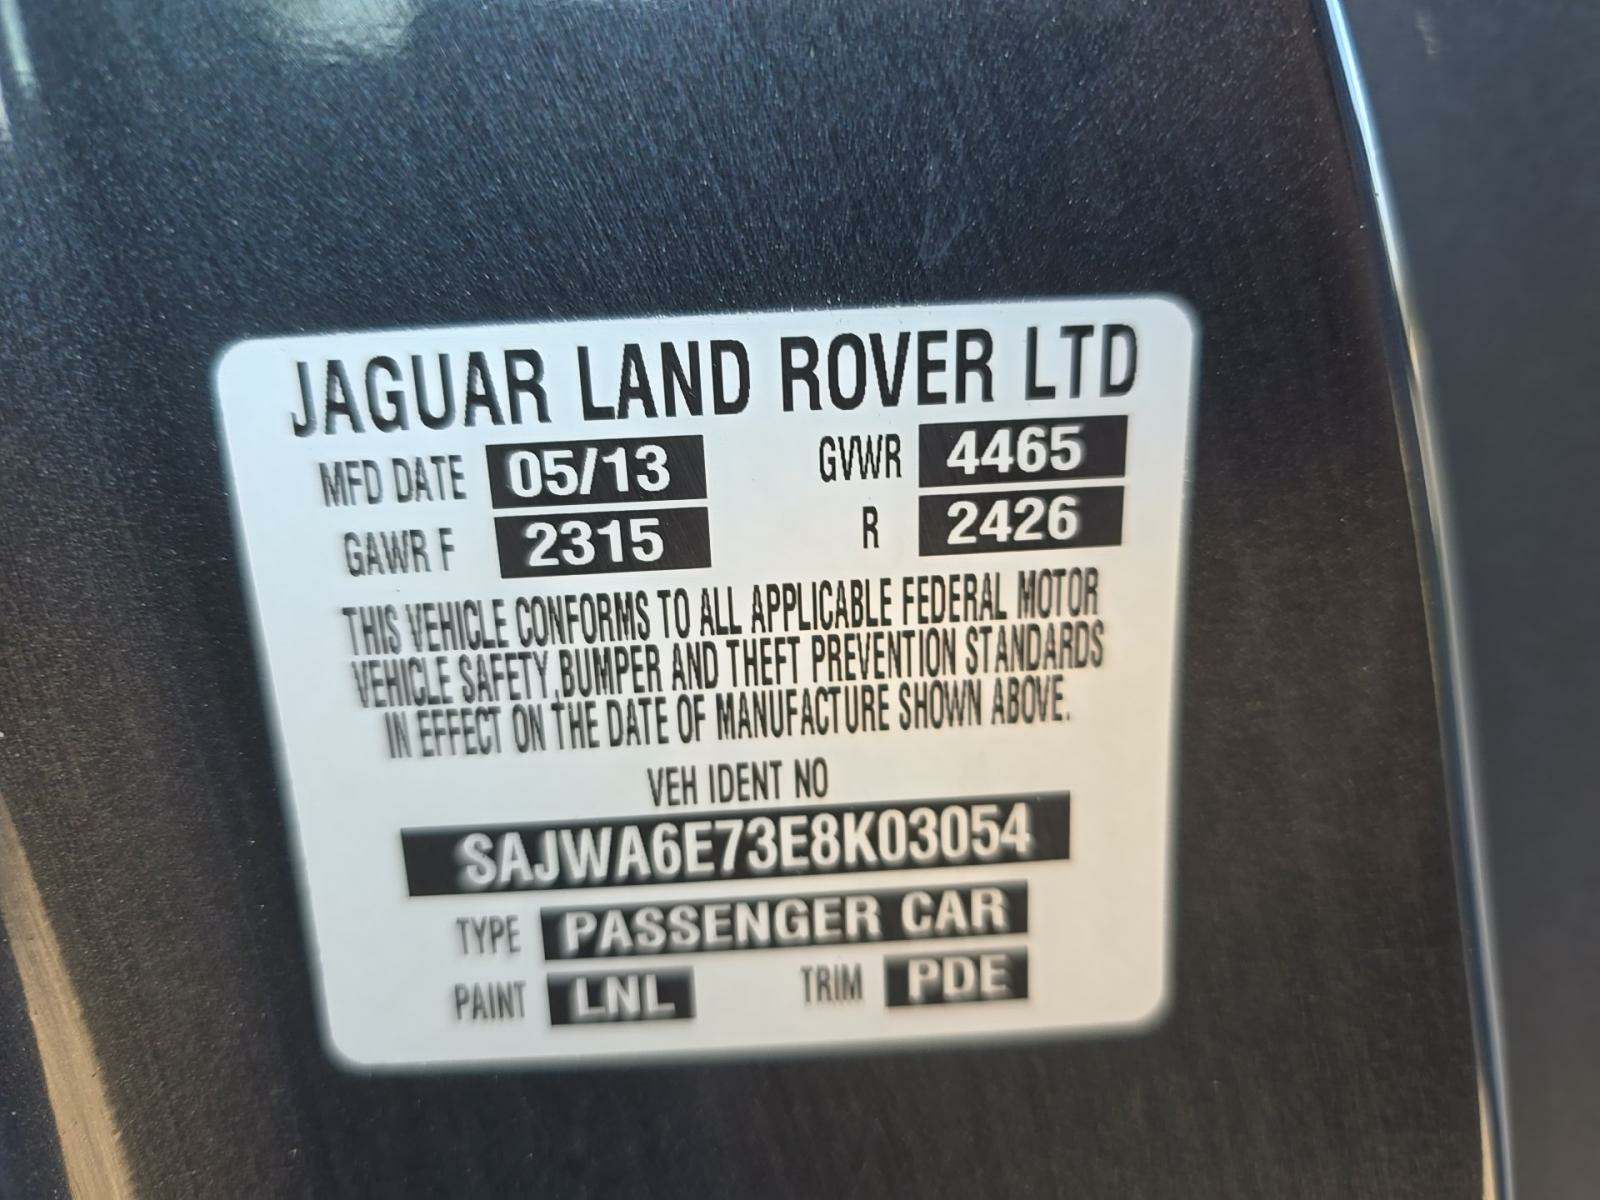 JAGUAR LAND ROVER LTD
MFD DATE 05/13 GVWR 4465
GAWR F 2315 R 2426
THIS VEHICLE CONFORMS TO ALL APPLICABLE FEDERAL MOTOR
VEHICLE SAFETY,BUMPER AND THEFT PREVENTION STANDARDS
IN EFFECT ON THE DATE OF MANUFACTURE SHOWN ABOVE.
VEH IDENT NO
SAJWA6E73E8K03054
TYPE PASSENGER CAR
PAINT LNL TRIM PDE